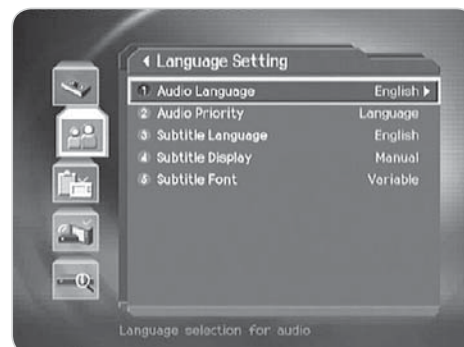 Language Setting
1 Audio Language English
2 Audio Priority Language
3 Subtitle Language English
4 Subtitle Display Manual
5 Subtitle Font Variable
Language selection for audio